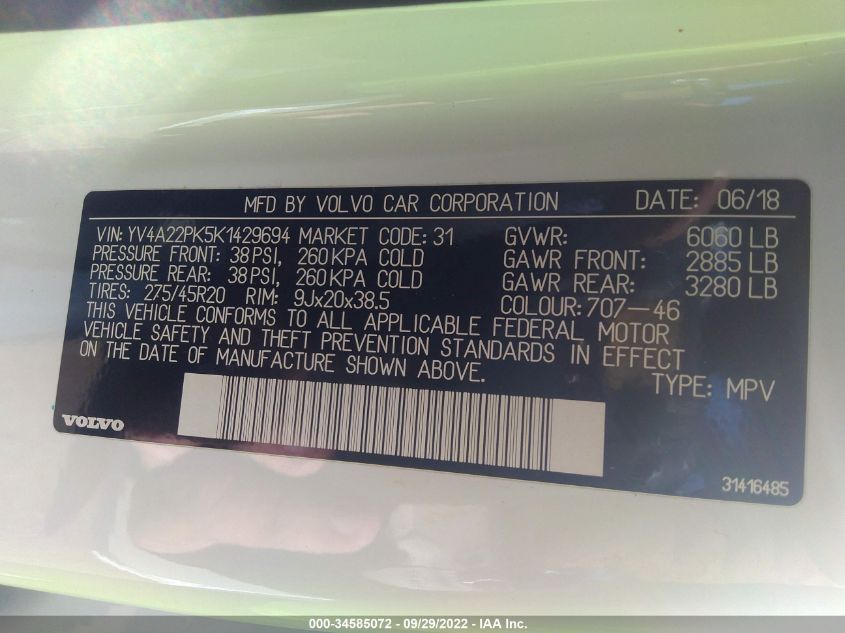 MFD BY VOLVO CAR CORPORATION DATE: 06/18
VIN: YV4A22PK5K1429694 MARKET CODE: 31 GVWR: 6060 LB
PRESSURE FRONT: 38 PSI, 260 KPA COLD GAWR FRONT: 2885 LB
PRESSURE REAR: 38 PSI, 260 KPA COLD GAWR REAR: 3280 LB
TIRES: 275/45R20 RIM: 9Jx20x38.5 COLOUR: 707-46
THIS VEHICLE CONFORMS TO ALL APPLICABLE FEDERAL MOTOR
VEHICLE SAFETY AND THEFT PREVENTION STANDARDS IN EFFECT
ON THE DATE OF MANUFACTURE SHOWN ABOVE.
TYPE: MPV
VOLVO
31416485
000-34585072 - 09/29/2022 - IAA Inc.